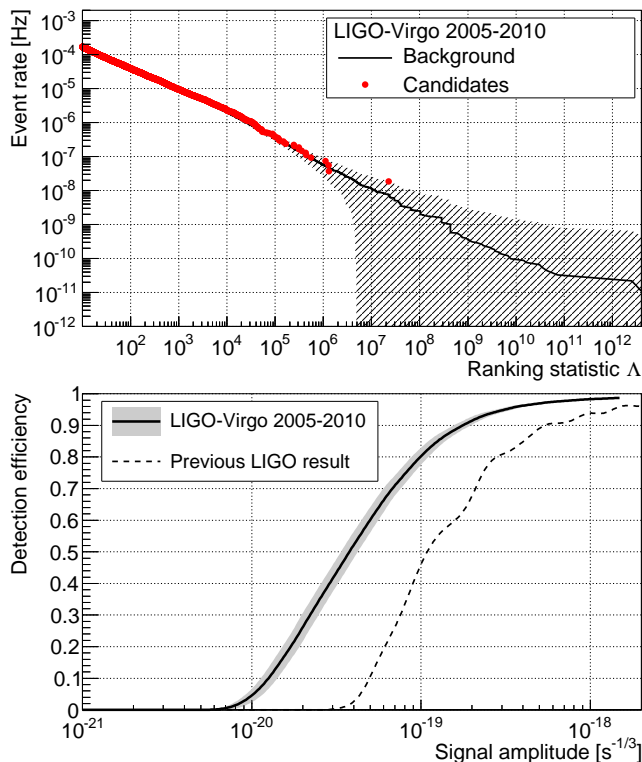 LIGO-Virgo 2005-2010
Background
Candidates
Event rate [Hz]
10^-3
10^-4
10^-5
10^-6
10^-7
10^-8
10^-9
10^-10
10^-11
10^-12
10^2 10^3 10^4 10^5 10^6 10^7 10^8 10^9 10^10 10^11 10^12
Ranking statistic Λ
LIGO-Virgo 2005-2010
Previous LIGO result
Detection efficiency
1
0.9
0.8
0.7
0.6
0.5
0.4
0.3
0.2
0.1
0
10^-21 10^-20 10^-19 10^-18
Signal amplitude [s^-1/3]